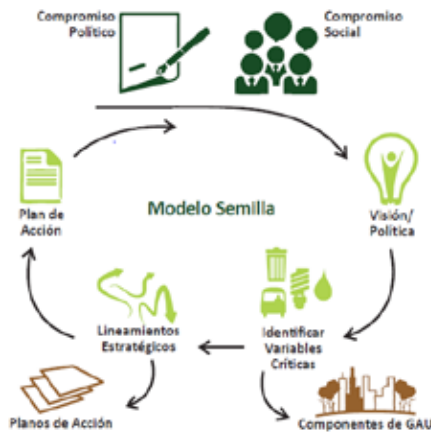 Compromiso
Político
Compromiso
Social
Plan de
Acción
Modelo Semilla
Visión/
Política
Lineamientos
Estratégicos
Identificar
Variables
Críticas
Planos de Acción
Componentes de GAU